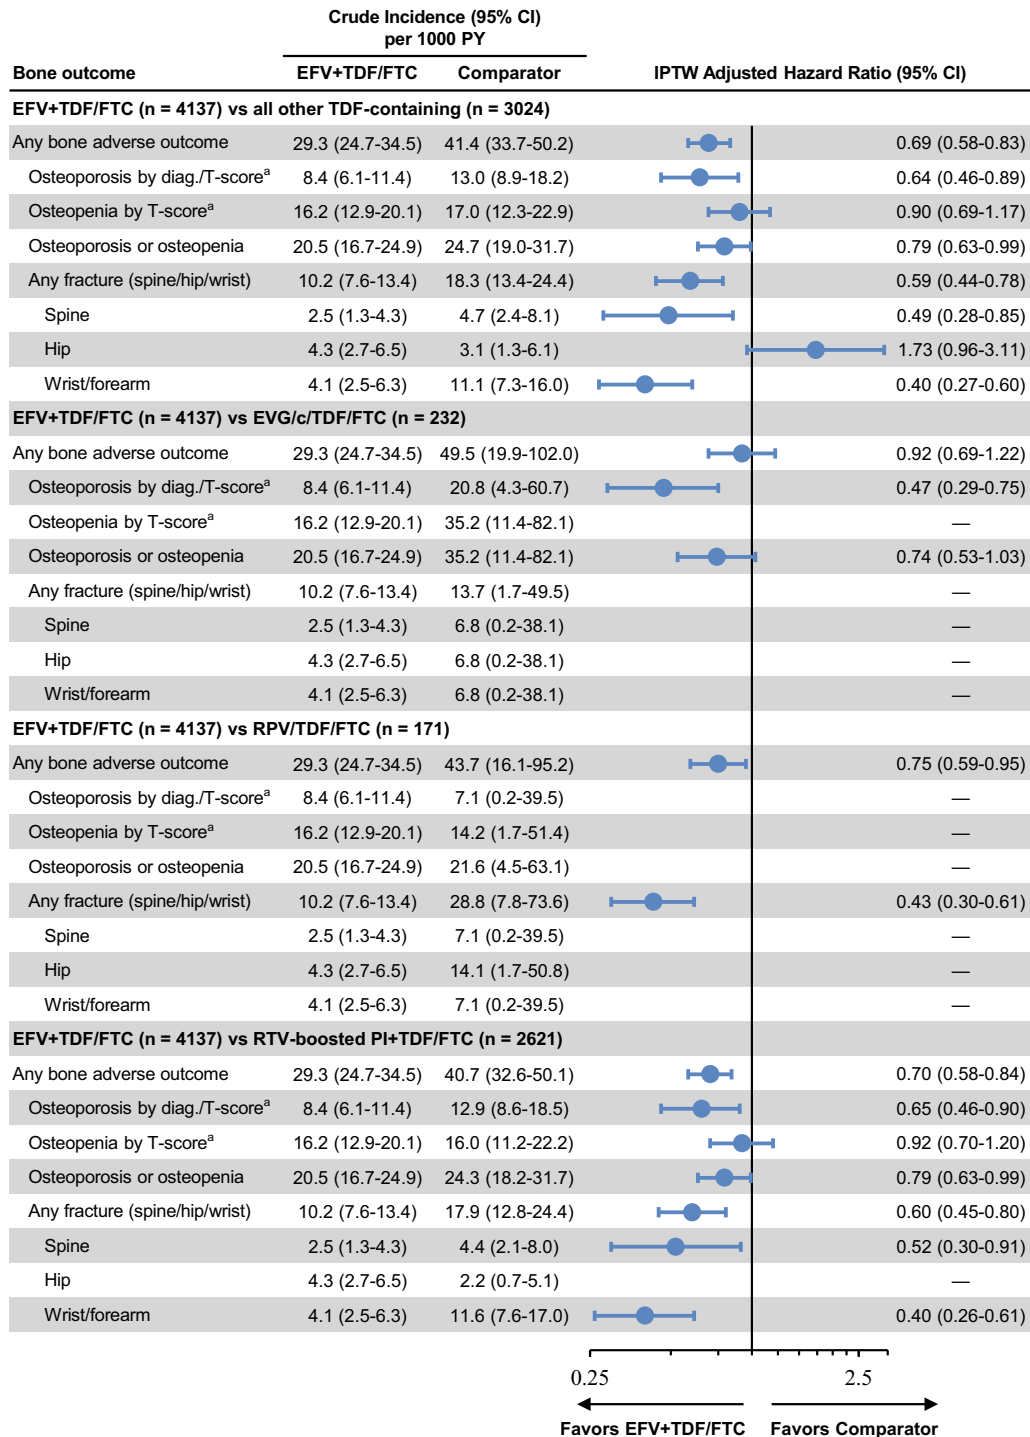 Crude Incidence (95% CI)
per 1000 PY
Bone outcome EFV+TDF/FTC Comparator IPTW Adjusted Hazard Ratio (95% CI)
EFV+TDF/FTC (n = 4137) vs all other TDF-containing (n = 3024)
Any bone adverse outcome 29.3 (24.7-34.5) 41.4 (33.7-50.2) 0.69 (0.58-0.83)
Osteoporosis by diag./T-scoreᵃ 8.4 (6.1-11.4) 13.0 (8.9-18.2) 0.64 (0.46-0.89)
Osteopenia by T-scoreᵃ 16.2 (12.9-20.1) 17.0 (12.3-22.9) 0.90 (0.69-1.17)
Osteoporosis or osteopenia 20.5 (16.7-24.9) 24.7 (19.0-31.7) 0.79 (0.63-0.99)
Any fracture (spine/hip/wrist) 10.2 (7.6-13.4) 18.3 (13.4-24.4) 0.59 (0.44-0.78)
Spine 2.5 (1.3-4.3) 4.7 (2.4-8.1) 0.49 (0.28-0.85)
Hip 4.3 (2.7-6.5) 3.1 (1.3-6.1) 1.73 (0.96-3.11)
Wrist/forearm 4.1 (2.5-6.3) 11.1 (7.3-16.0) 0.40 (0.27-0.60)
EFV+TDF/FTC (n = 4137) vs EVG/c/TDF/FTC (n = 232)
Any bone adverse outcome 29.3 (24.7-34.5) 49.5 (19.9-102.0) 0.92 (0.69-1.22)
Osteoporosis by diag./T-scoreᵃ 8.4 (6.1-11.4) 20.8 (4.3-60.7) 0.47 (0.29-0.75)
Osteopenia by T-scoreᵃ 16.2 (12.9-20.1) 35.2 (11.4-82.1) —
Osteoporosis or osteopenia 20.5 (16.7-24.9) 35.2 (11.4-82.1) 0.74 (0.53-1.03)
Any fracture (spine/hip/wrist) 10.2 (7.6-13.4) 13.7 (1.7-49.5) —
Spine 2.5 (1.3-4.3) 6.8 (0.2-38.1) —
Hip 4.3 (2.7-6.5) 6.8 (0.2-38.1) —
Wrist/forearm 4.1 (2.5-6.3) 6.8 (0.2-38.1) —
EFV+TDF/FTC (n = 4137) vs RPV/TDF/FTC (n = 171)
Any bone adverse outcome 29.3 (24.7-34.5) 43.7 (16.1-95.2) 0.75 (0.59-0.95)
Osteoporosis by diag./T-scoreᵃ 8.4 (6.1-11.4) 7.1 (0.2-39.5) —
Osteopenia by T-scoreᵃ 16.2 (12.9-20.1) 14.2 (1.7-51.4) —
Osteoporosis or osteopenia 20.5 (16.7-24.9) 21.6 (4.5-63.1) —
Any fracture (spine/hip/wrist) 10.2 (7.6-13.4) 28.8 (7.8-73.6) 0.43 (0.30-0.61)
Spine 2.5 (1.3-4.3) 7.1 (0.2-39.5) —
Hip 4.3 (2.7-6.5) 14.1 (1.7-50.8) —
Wrist/forearm 4.1 (2.5-6.3) 7.1 (0.2-39.5) —
EFV+TDF/FTC (n = 4137) vs RTV-boosted PI+TDF/FTC (n = 2621)
Any bone adverse outcome 29.3 (24.7-34.5) 40.7 (32.6-50.1) 0.70 (0.58-0.84)
Osteoporosis by diag./T-scoreᵃ 8.4 (6.1-11.4) 12.9 (8.6-18.5) 0.65 (0.46-0.90)
Osteopenia by T-scoreᵃ 16.2 (12.9-20.1) 16.0 (11.2-22.2) 0.92 (0.70-1.20)
Osteoporosis or osteopenia 20.5 (16.7-24.9) 24.3 (18.2-31.7) 0.79 (0.63-0.99)
Any fracture (spine/hip/wrist) 10.2 (7.6-13.4) 17.9 (12.8-24.4) 0.60 (0.45-0.80)
Spine 2.5 (1.3-4.3) 4.4 (2.1-8.0) 0.52 (0.30-0.91)
Hip 4.3 (2.7-6.5) 2.2 (0.7-5.1) —
Wrist/forearm 4.1 (2.5-6.3) 11.6 (7.6-17.0) 0.40 (0.26-0.61)
0.25 2.5
Favors EFV+TDF/FTC Favors Comparator